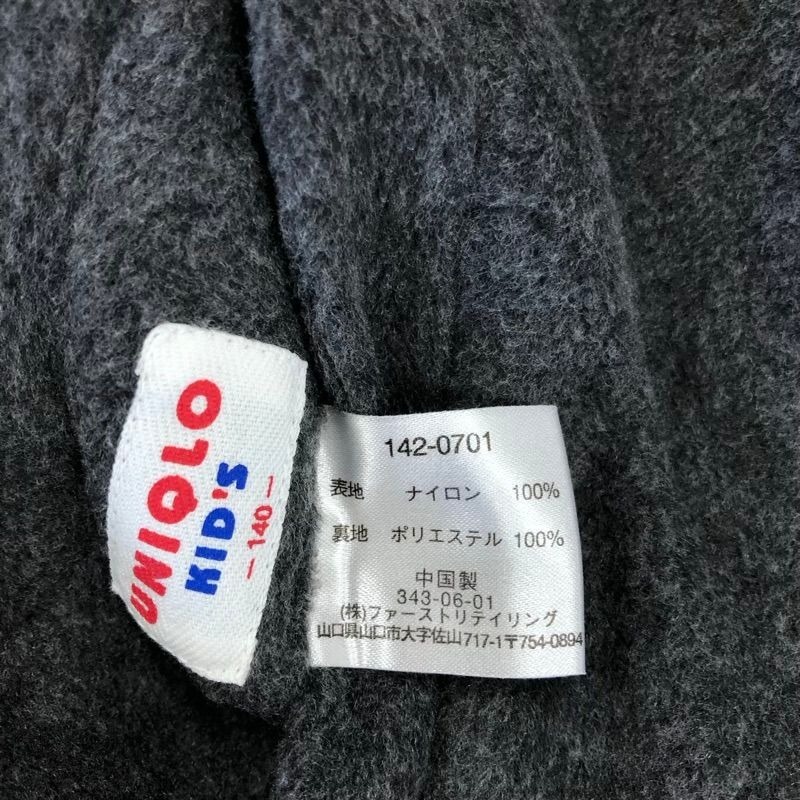 UNIQLO
KID'S
-140-
142-0701
表地 ナイロン 100%
裏地 ポリエステル 100%
中国製
343-06-01
(株)ファーストリテイリング
山口県山口市大字佐山717-1〒754-0894